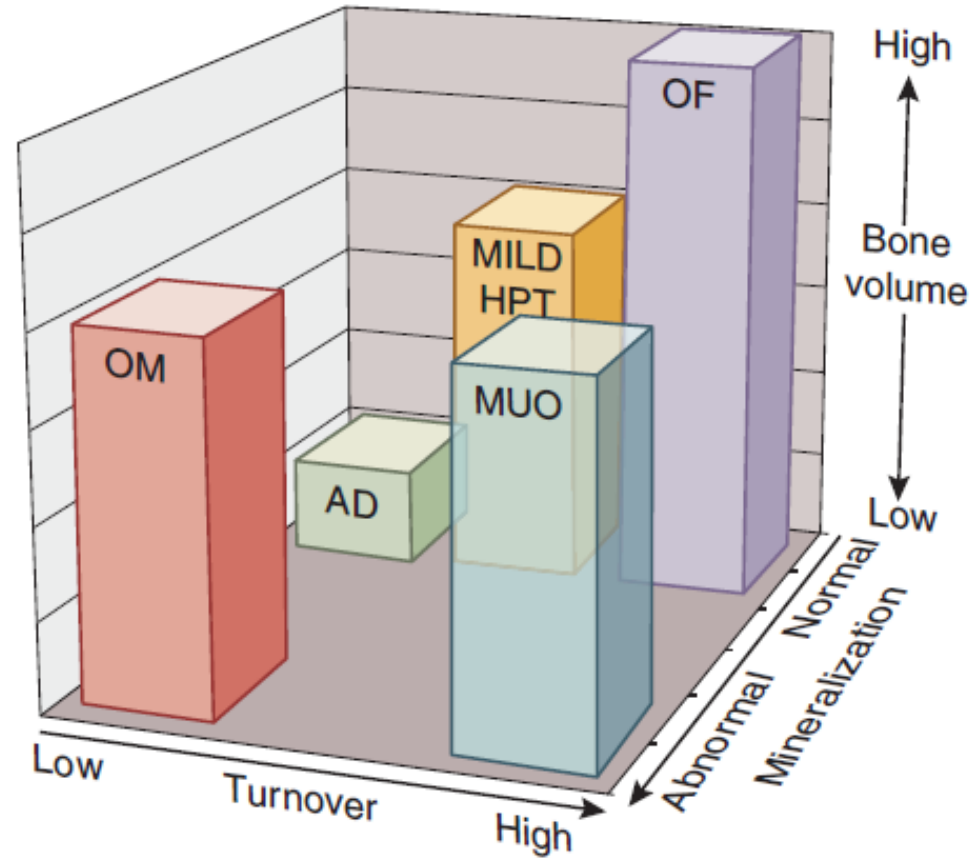 High
OF
Bone
volume
MILD
HPT
OM
MUO
AD
Low
Normal
Abnormal
Mineralization
Low
Turnover
High